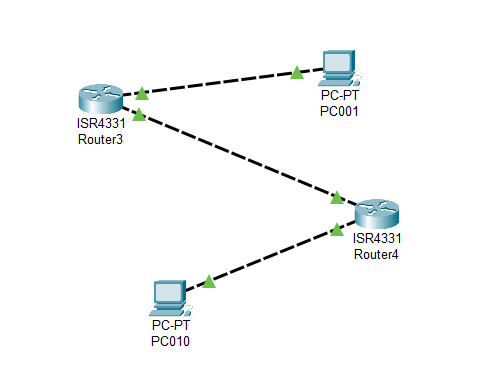 PC-PT
PC001
ISR4331
Router3
ISR4331
Router4
PC-PT
PC010